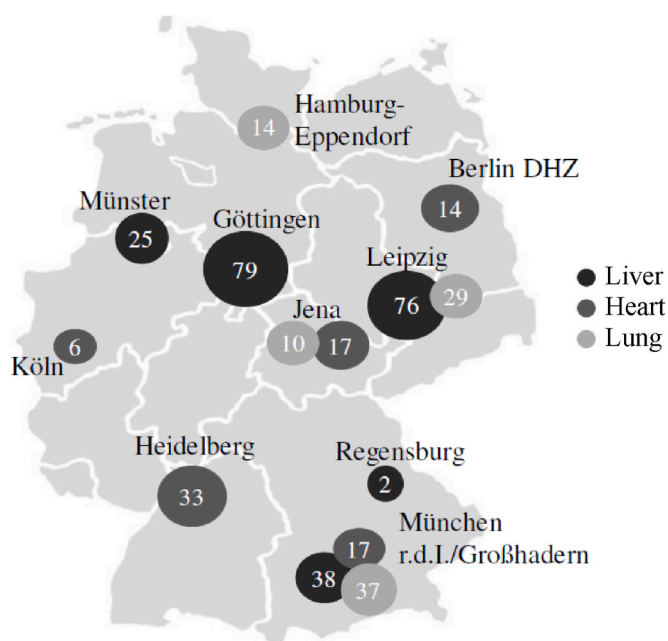 Hamburg-
Eppendorf
14
Berlin DHZ
14
Münster
25
Göttingen
79
Leipzig
76
29
Liver
Heart
Lung
Jena
10
17
6
Köln
Heidelberg
33
Regensburg
2
München
r.d.I./Großhadern
17
38
37